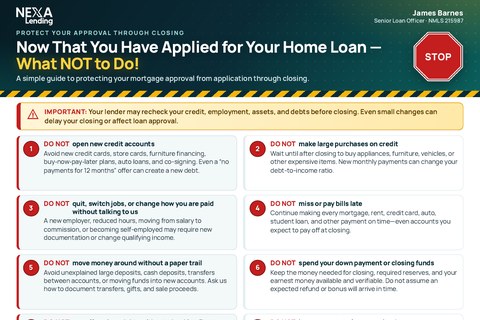 NEXA
Lending
James Barnes
Senior Loan Officer · NMLS 215987
PROTECT YOUR APPROVAL THROUGH CLOSING
Now That You Have Applied for Your Home Loan —
What NOT to Do!
A simple guide to protecting your mortgage approval from application through closing.
STOP
IMPORTANT: Your lender may recheck your credit, employment, assets, and debts before closing. Even small changes can
delay your closing or affect loan approval.
1
DO NOT open new credit accounts
Avoid new credit cards, store cards, furniture financing,
buy-now-pay-later plans, auto loans, and co-signing. Even a "no
payments for 12 months" offer can create a new debt.
2
DO NOT make large purchases on credit
Wait until after closing to buy appliances, furniture, vehicles, or
other expensive items. New monthly payments can change your
debt-to-income ratio.
3
DO NOT quit, switch jobs, or change how you are paid
without talking to us
A new employer, reduced hours, moving from salary to
commission, or becoming self-employed may require new
documentation or change qualifying income.
4
DO NOT miss or pay bills late
Continue making every mortgage, rent, credit card, auto,
student loan, and other payment on time—even accounts you
expect to pay off at closing.
5
DO NOT move money around without a paper trail
Avoid unexplained large deposits, cash deposits, transfers
between accounts, or moving funds into new accounts. Ask us
how to document transfers, gifts, and sale proceeds.
6
DO NOT spend your down payment or closing funds
Keep the money needed for closing, required reserves, and your
earnest money available and verifiable. Do not assume an
expected refund or bonus will arrive in time.